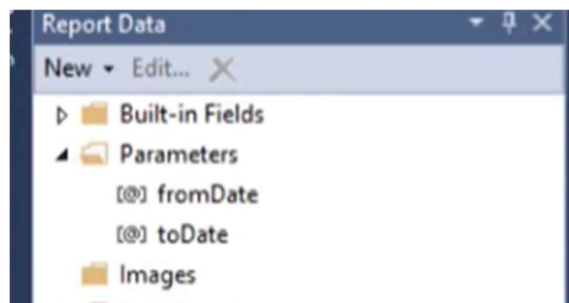 Report Data
New Edit...
Built-in Fields
Parameters
[@] fromDate
[@] toDate
Images